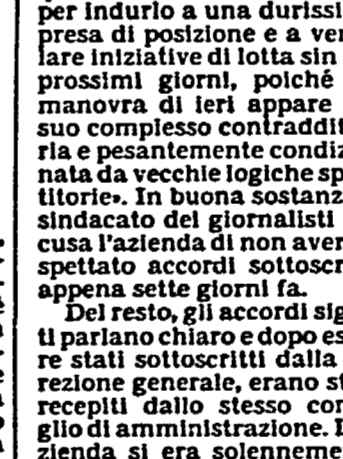 per indurlo a una durissi
presa di posizione e a ver
lare iniziative di lotta sin
prossimi giorni, poiché
manovra di ieri appare
suo complesso contraddit
ria e pesantemente condiz
nata da vecchie logiche sp
titorie». In buona sostanz
sindacato dei giornalisti
cusa l'azienda di non aver
spettato accordi sottoscr
appena sette giorni fa.
Del resto, gli accordi sig
ti parlano chiaro e dopo es
re stati sottoscritti dalla
rezione generale, erano st
recepiti dallo stesso con
glio di amministrazione. I
zienda si era solenneme